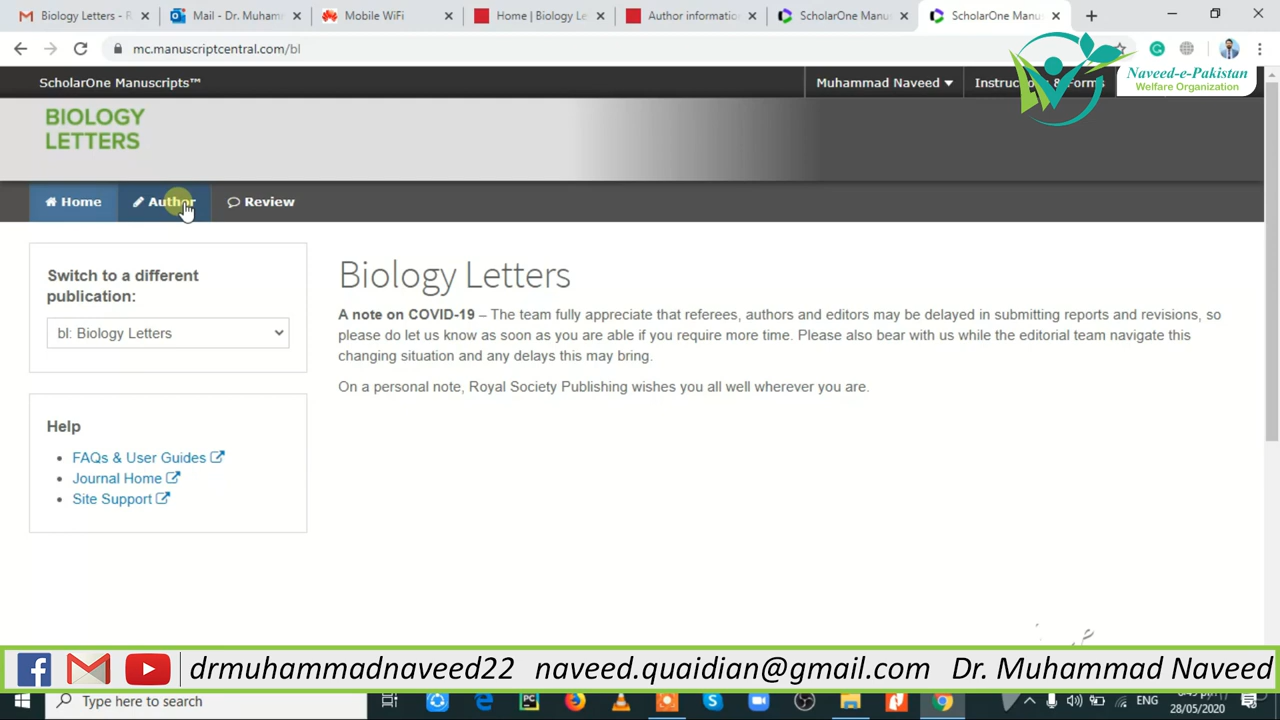 Biology Letters - R
Mail - Dr. Muhamm
Mobile WiFi
Home | Biology Le
Author informatio
ScholarOne Manus
ScholarOne Manus
mc.manuscriptcentral.com/bl
Naveed-e-Pakistan
Welfare Organization
ScholarOne Manuscripts™
Muhammad Naveed
Instructions & Forms
BIOLOGY
LETTERS
Home
Author
Review
Switch to a different
publication:
bl: Biology Letters
Help
FAQs & User Guides
Journal Home
Site Support
Biology Letters
A note on COVID-19 – The team fully appreciate that referees, authors and editors may be delayed in submitting reports and revisions, so
please do let us know as soon as you are able if you require more time. Please also bear with us while the editorial team navigate this
changing situation and any delays this may bring.
On a personal note, Royal Society Publishing wishes you all well wherever you are.
drmuhammadnaveed22 naveed.quaidian@gmail.com Dr. Muhammad Naveed
Type here to search
ENG
28/05/2020